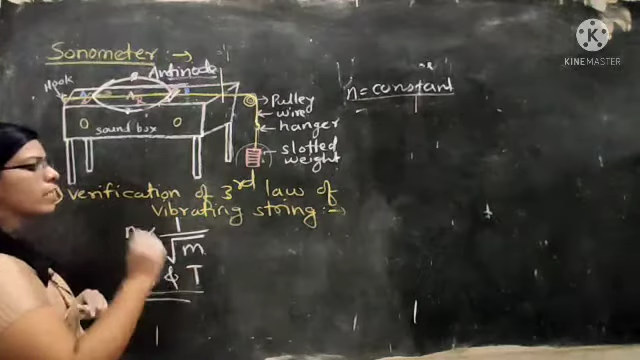 Sonometer →
Hook
Antinode
Pulley
wire
hanger
slotted
weight
sound box
verification of 3rd law of
vibrating string :-
n
1
√m
& T
n = constant
KINEMASTER